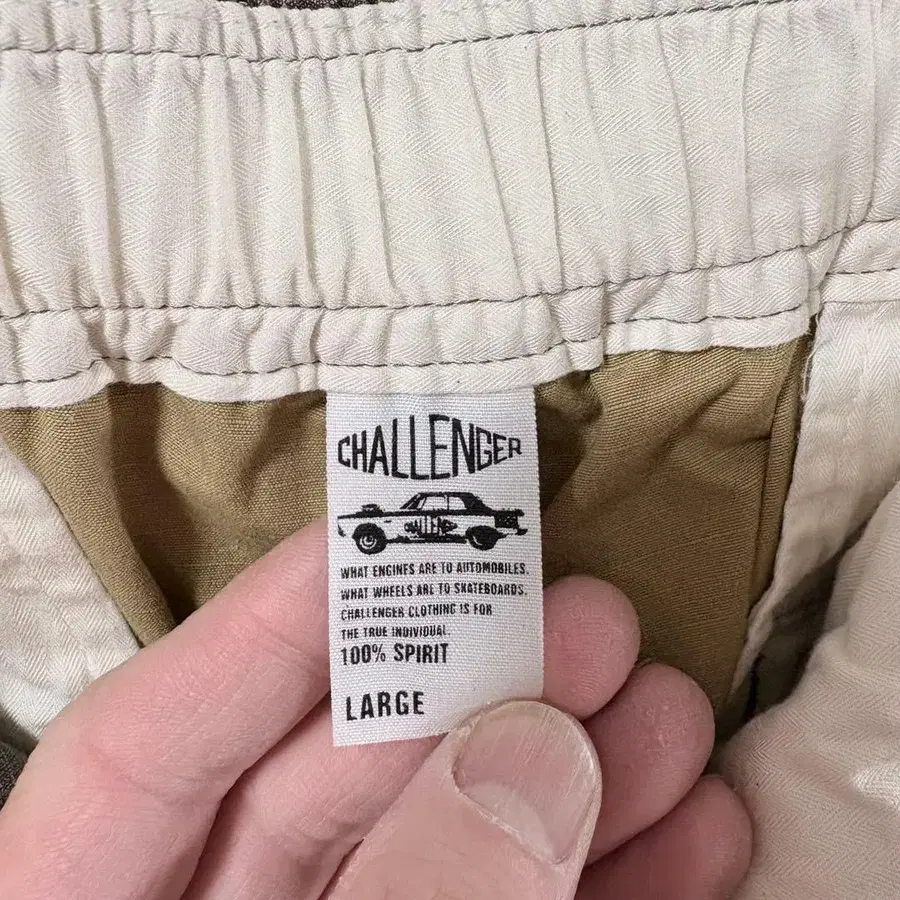 CHALLENGER
CHALLENGER
WHAT ENGINES ARE TO AUTOMOBILES.
WHAT WHEELS ARE TO SKATEBOARDS.
CHALLENGER CLOTHING IS FOR
THE TRUE INDIVIDUAL.
100% SPIRIT
LARGE